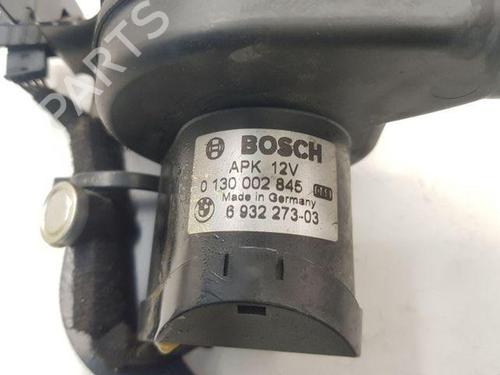 PARTS
BOSCH
APK 12V
0 130 002 845
Made in Germany
6 932 273-03